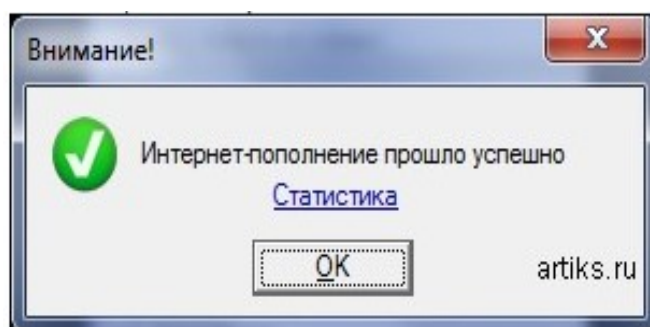 Внимание!
Интернет-пополнение прошло успешно
Статистика
OK
artiks.ru